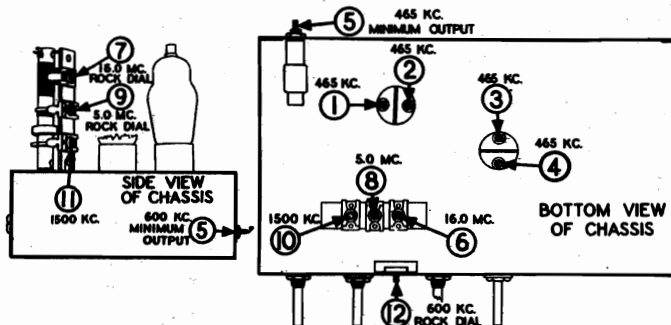 7
16.0 MC.
ROCK DIAL
9
5.0 MC.
ROCK DIAL
11
1500 KC.
SIDE VIEW
OF CHASSIS
600 KC.
MINIMUM
OUTPUT
5
5
465 KC.
MINIMUM OUTPUT
465 KC.
2
465 KC.
1
465 KC.
3
465 KC.
4
5.0 MC.
8
1500 KC.
10
16.0 MC.
6
BOTTOM VIEW
OF CHASSIS
12
600 KC.
ROCK DIAL